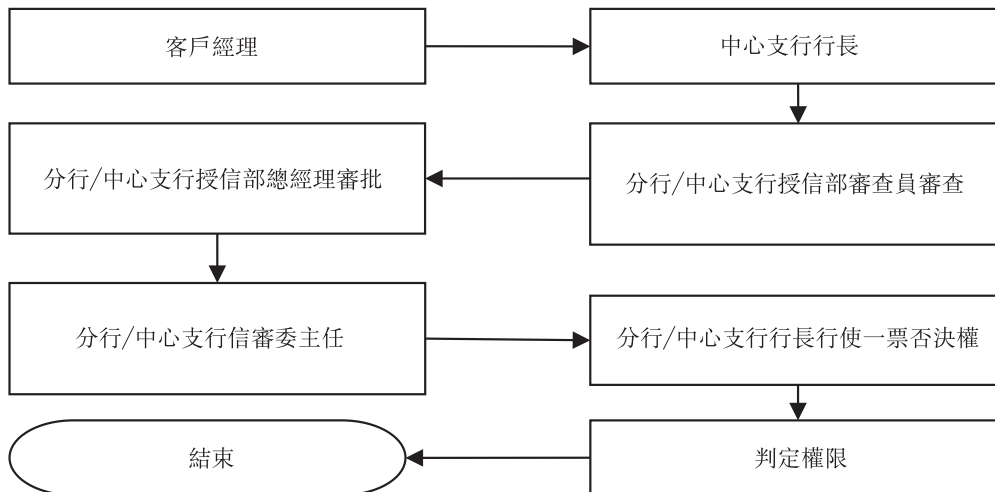 客戶經理
中心支行行長
分行/中心支行授信部總經理審批
分行/中心支行授信部審查員審查
分行/中心支行信審委主任
分行/中心支行行長行使一票否決權
結束
判定權限